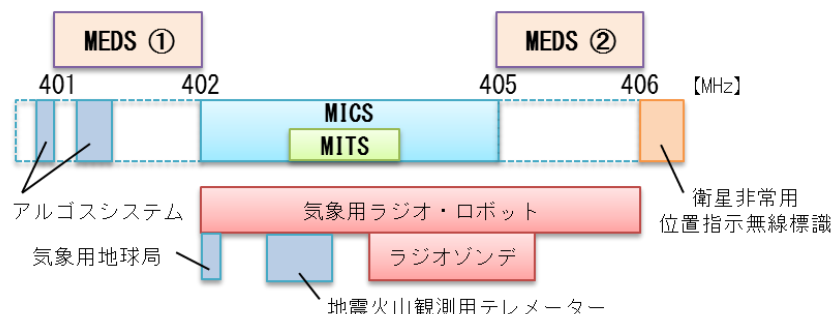 MEDS ①
MEDS ②
401
402
405
406
【MHz】
MICS
MITS
アルゴスシステム
気象用ラジオ・ロボット
衛星非常用
位置指示無線標識
気象用地球局
ラジオゾンデ
地震火山観測用テレメーター